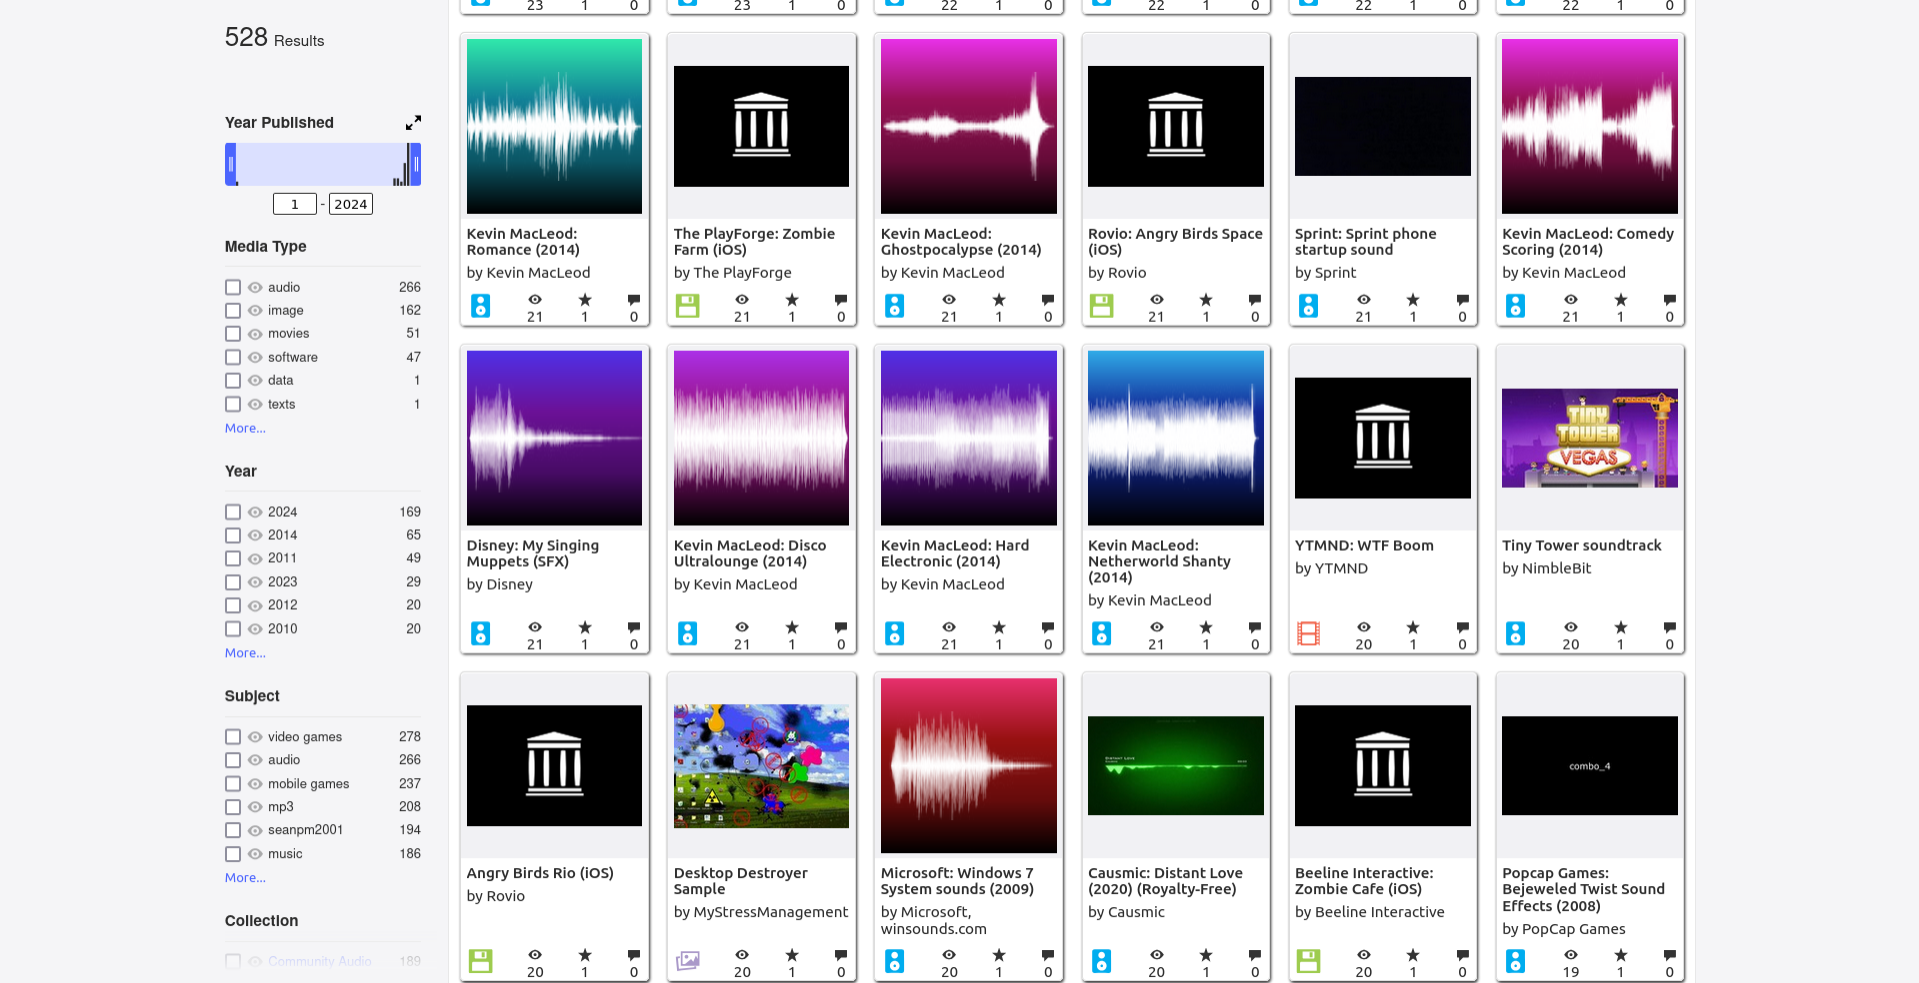 528 Results
Year Published
1 - 2024
Media Type
audio 266
image 162
movies 51
software 47
data 1
texts 1
More...
Year
2024 169
2014 65
2011 49
2023 29
2012 20
2010 20
More...
Subject
video games 278
audio 266
mobile games 237
mp3 208
seanpm2001 194
music 186
More...
Collection
Community Audio 189
23 1 0
23 1 0
22 1 0
22 1 0
22 1 0
22 1 0
Kevin MacLeod:
Romance (2014)
by Kevin MacLeod
21 1 0
The PlayForge: Zombie
Farm (iOS)
by The PlayForge
21 1 0
Kevin MacLeod:
Ghostpocalypse (2014)
by Kevin MacLeod
21 1 0
Rovio: Angry Birds Space
(iOS)
by Rovio
21 1 0
Sprint: Sprint phone
startup sound
by Sprint
21 1 0
Kevin MacLeod: Comedy
Scoring (2014)
by Kevin MacLeod
21 1 0
Disney: My Singing
Muppets (SFX)
by Disney
21 1 0
Kevin MacLeod: Disco
Ultralounge (2014)
by Kevin MacLeod
21 1 0
Kevin MacLeod: Hard
Electronic (2014)
by Kevin MacLeod
21 1 0
Kevin MacLeod:
Netherworld Shanty
(2014)
by Kevin MacLeod
21 1 0
YTMND: WTF Boom
by YTMND
20 1 0
TINY
TOWER
VEGAS
Tiny Tower soundtrack
by NimbleBit
20 1 0
Angry Birds Rio (iOS)
by Rovio
20 1 0
Desktop Destroyer
Sample
by MyStressManagement
20 1 0
Microsoft: Windows 7
System sounds (2009)
by Microsoft,
winsounds.com
20 1 0
DISTANT LOVE
Causmic: Distant Love
(2020) (Royalty-Free)
by Causmic
20 1 0
Beeline Interactive:
Zombie Cafe (iOS)
by Beeline Interactive
20 1 0
combo_4
Popcap Games:
Bejeweled Twist Sound
Effects (2008)
by PopCap Games
19 1 0